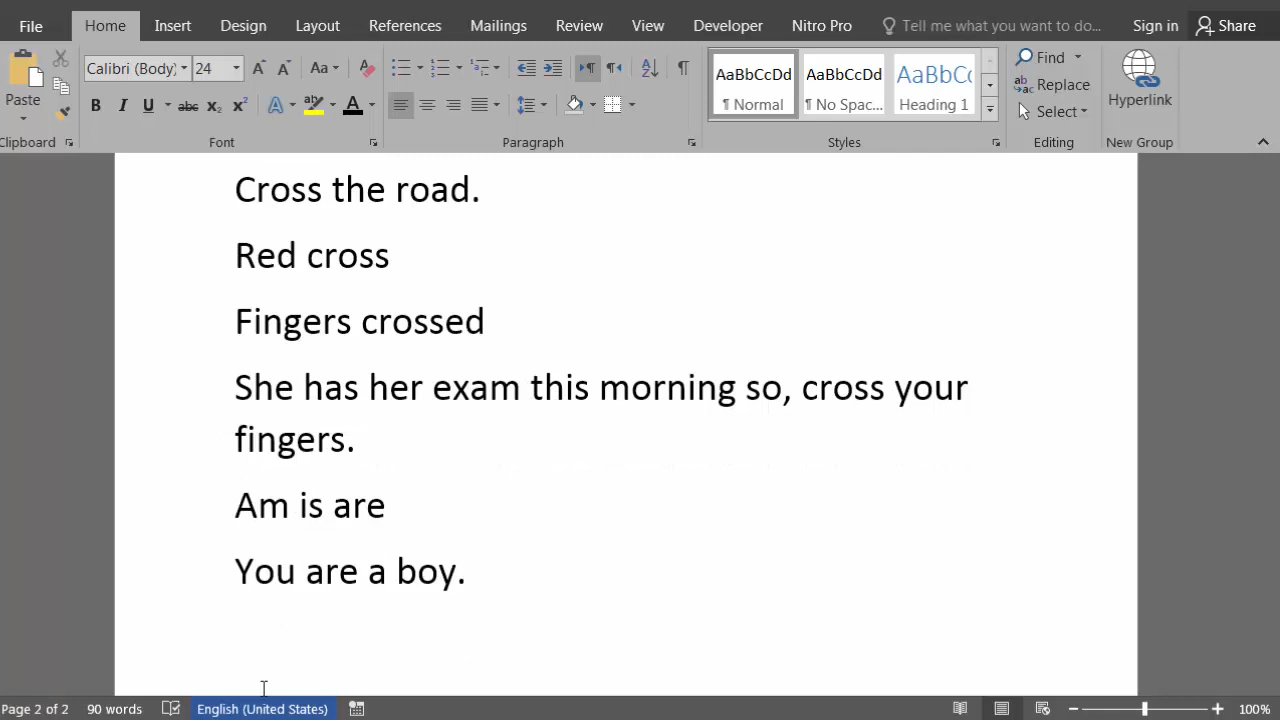 File Home Insert Design Layout References Mailings Review View Developer Nitro Pro Tell me what you want to do... Sign in Share
Calibri (Body) 24 Aa AaBbCcDd AaBbCcDd AaBbCc Find
Paste ¶ Normal ¶ No Spac... Heading 1 Replace Hyperlink
B I U abc x₂ x² A A Select
Clipboard Font Paragraph Styles Editing New Group
Cross the road.
Red cross
Fingers crossed
She has her exam this morning so, cross your
fingers.
Am is are
You are a boy.
Page 2 of 2 90 words English (United States) 100%